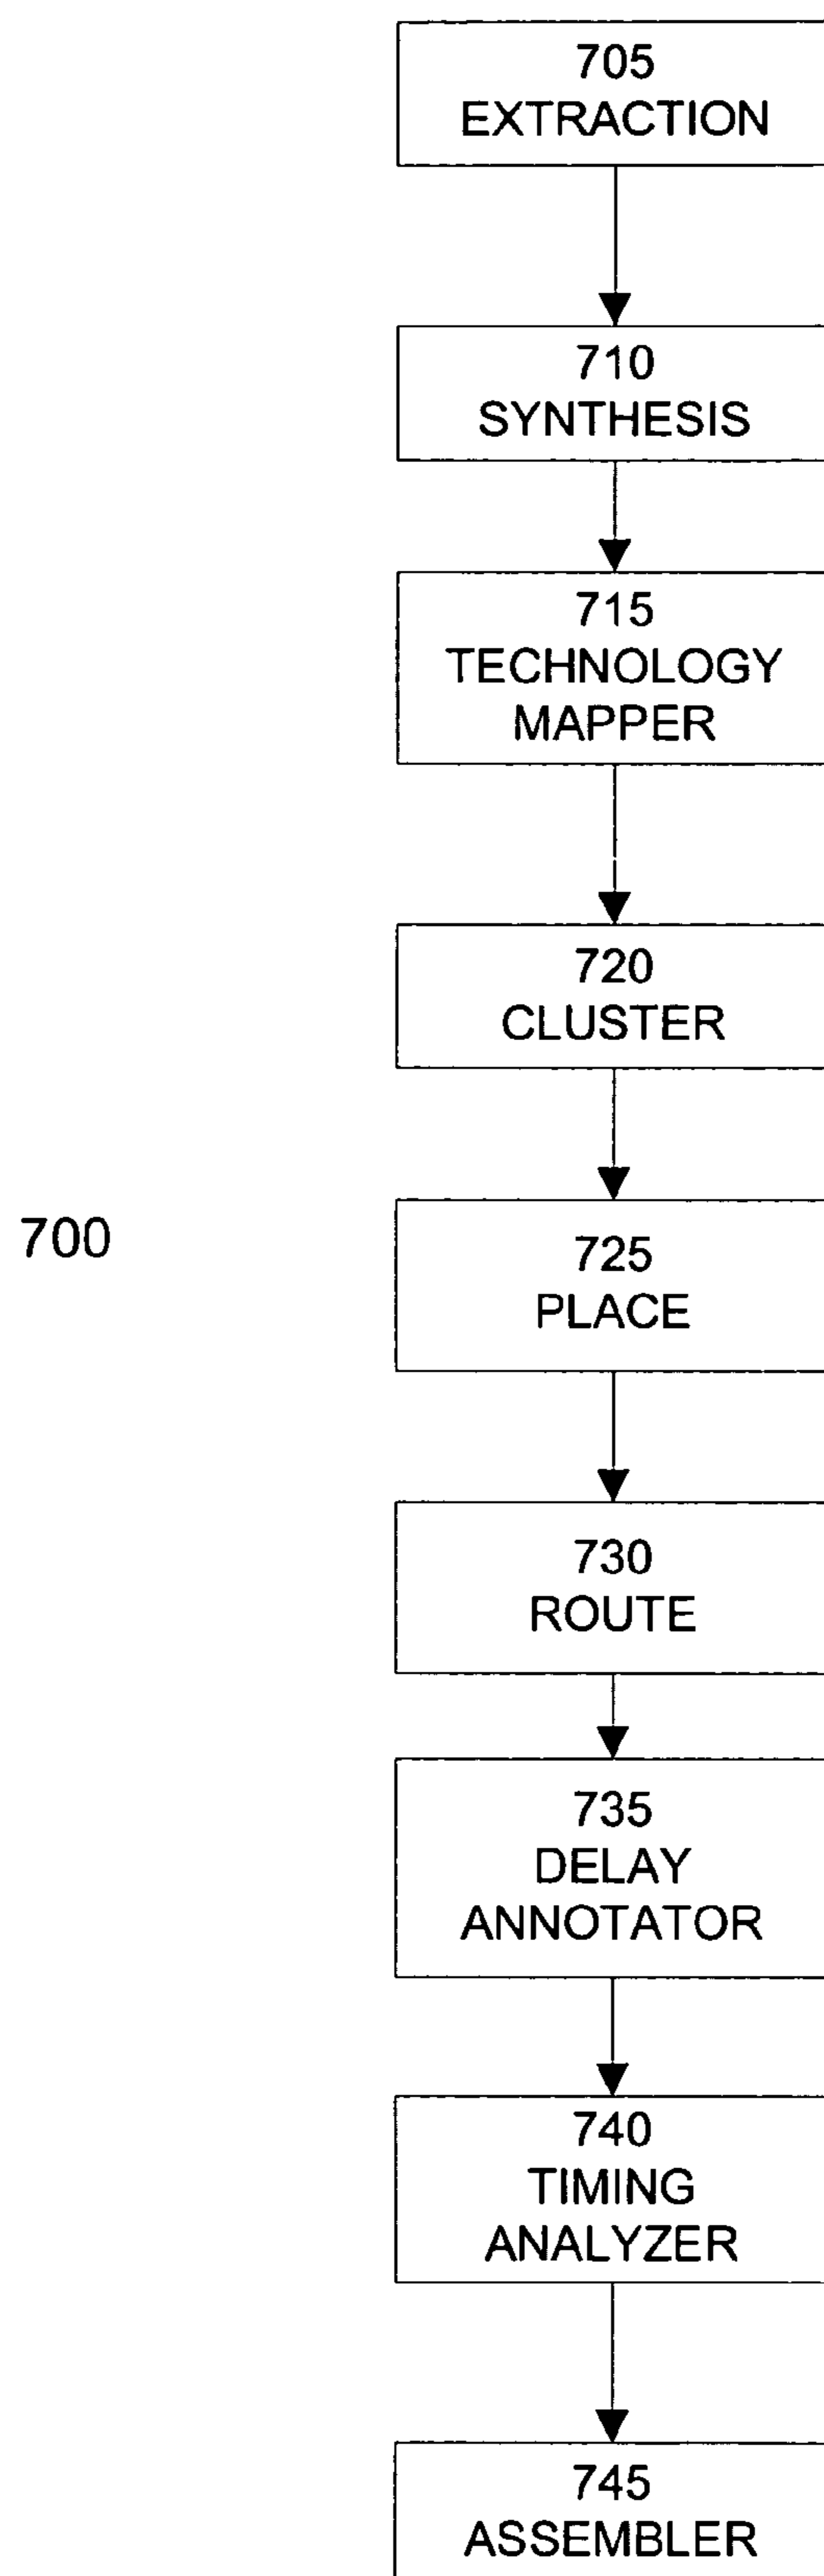 705
EXTRACTION
710
SYNTHESIS
715
TECHNOLOGY
MAPPER
720
CLUSTER
700
725
PLACE
730
ROUTE
735
DELAY
ANNOTATOR
740
TIMING
ANALYZER
745
ASSEMBLER